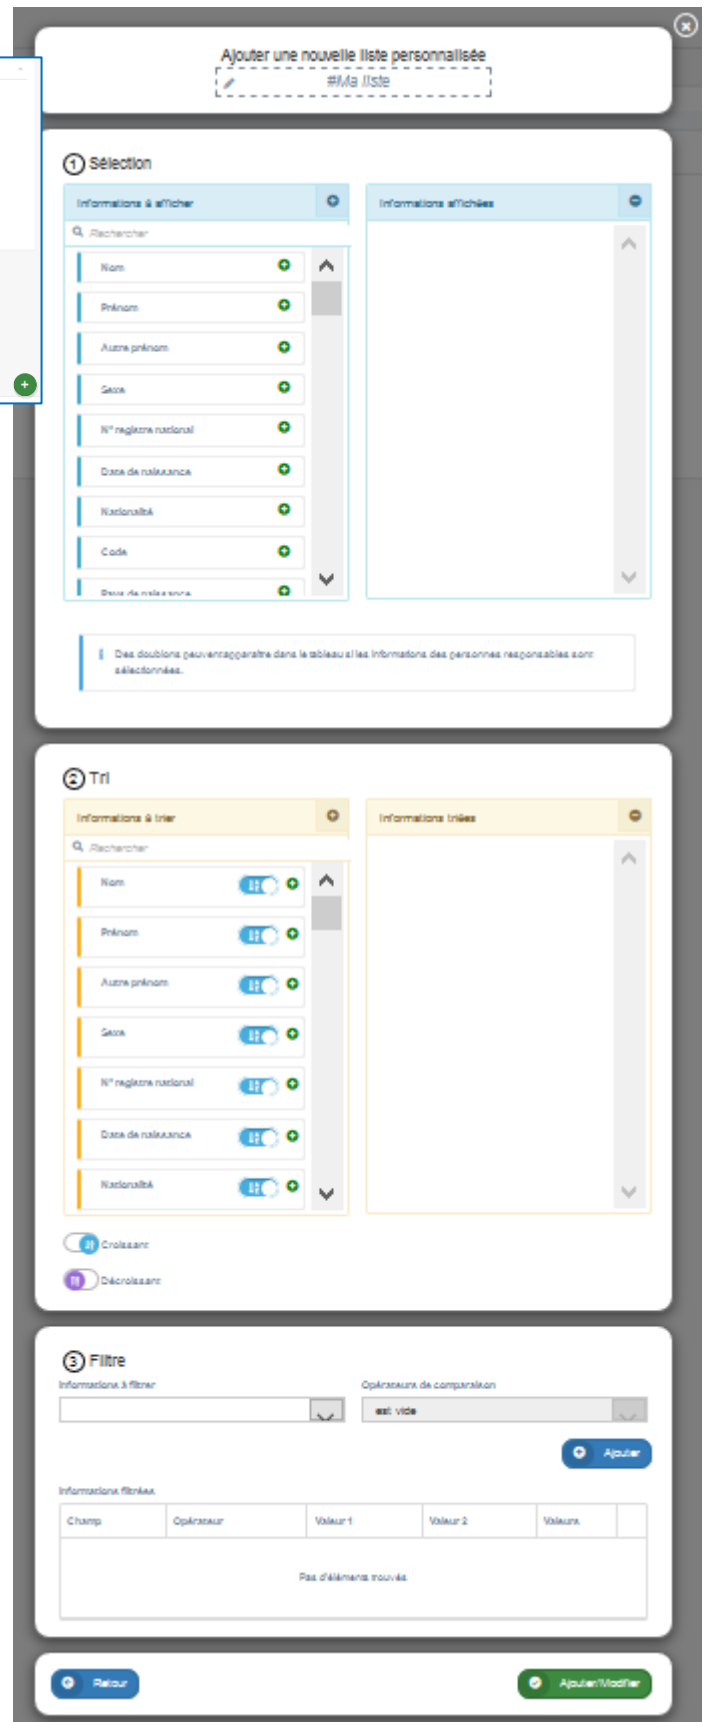 Ajouter une nouvelle liste personnalisée
#Ma liste
1 Sélection
Informations à afficher
Informations affichées
Rechercher
Nom
Prénom
Autre prénom
Sexe
N° registre national
Date de naissance
Nationalité
Code
Pays de naissance
Des doublons peuvent apparaître dans le tableau si les informations des personnes responsables sont
sélectionnées.
2 Tri
Informations à trier
Informations triées
Rechercher
Nom
Prénom
Autre prénom
Sexe
N° registre national
Date de naissance
Nationalité
Croissant
Décroissant
3 Filtre
Informations à filtrer
Opérateurs de comparaison
est vide
Ajouter
Informations filtrées
Champ
Opérateur
Valeur 1
Valeur 2
Valeurs
Pas d'éléments trouvés
Retour
Ajouter/Modifier